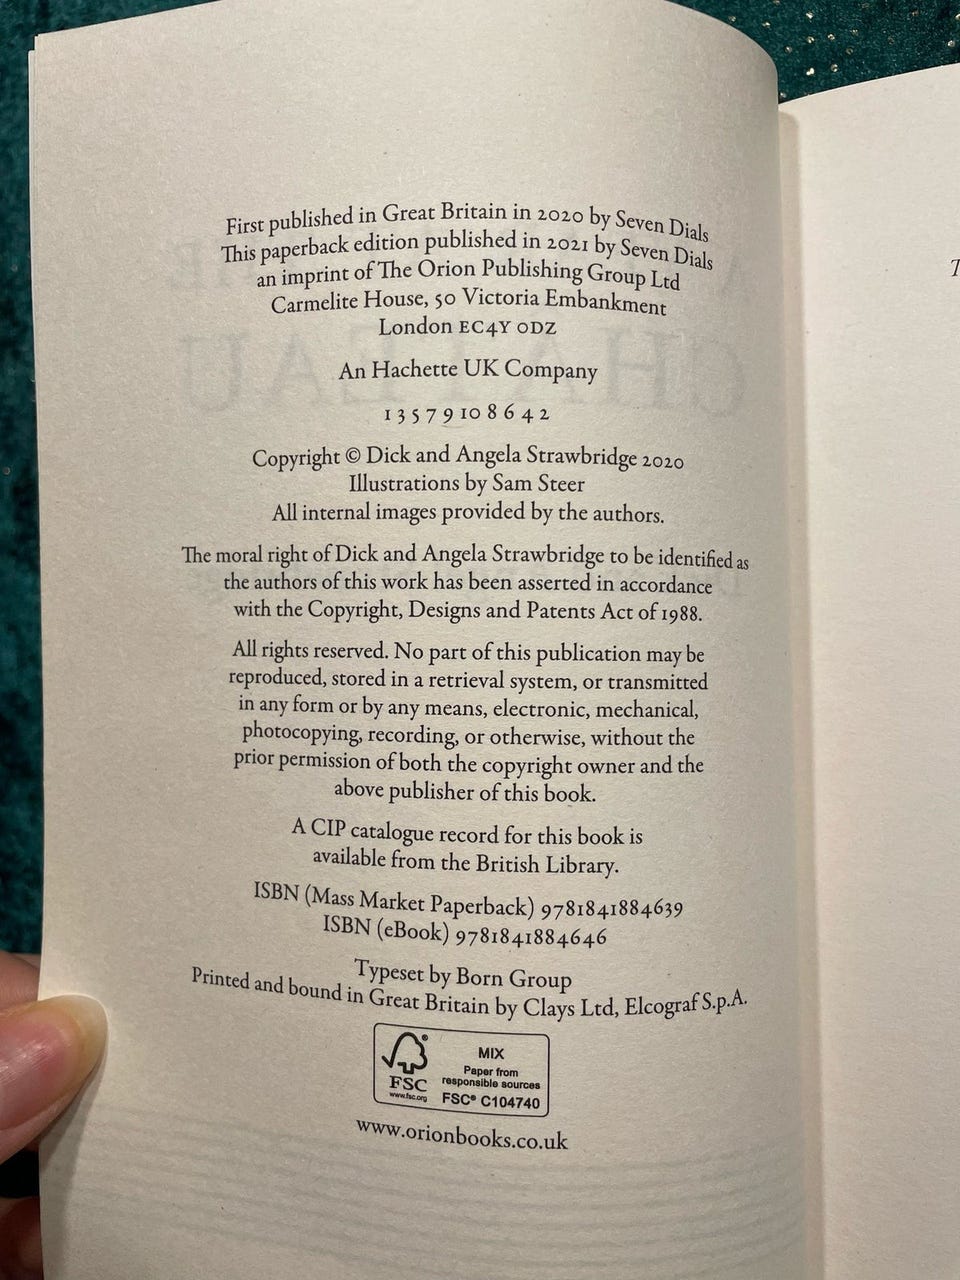 First published in Great Britain in 2020 by Seven Dials
This paperback edition published in 2021 by Seven Dials
an imprint of The Orion Publishing Group Ltd
Carmelite House, 50 Victoria Embankment
London EC4Y 0DZ
An Hachette UK Company
1 3 5 7 9 10 8 6 4 2
Copyright © Dick and Angela Strawbridge 2020
Illustrations by Sam Steer
All internal images provided by the authors.
The moral right of Dick and Angela Strawbridge to be identified as
the authors of this work has been asserted in accordance
with the Copyright, Designs and Patents Act of 1988.
All rights reserved. No part of this publication may be
reproduced, stored in a retrieval system, or transmitted
in any form or by any means, electronic, mechanical,
photocopying, recording, or otherwise, without the
prior permission of both the copyright owner and the
above publisher of this book.
A CIP catalogue record for this book is
available from the British Library.
ISBN (Mass Market Paperback) 9781841884639
ISBN (eBook) 9781841884646
Typeset by Born Group
Printed and bound in Great Britain by Clays Ltd, Elcograf S.p.A.
FSC
www.fsc.org
MIX
Paper from
responsible sources
FSC® C104740
www.orionbooks.co.uk